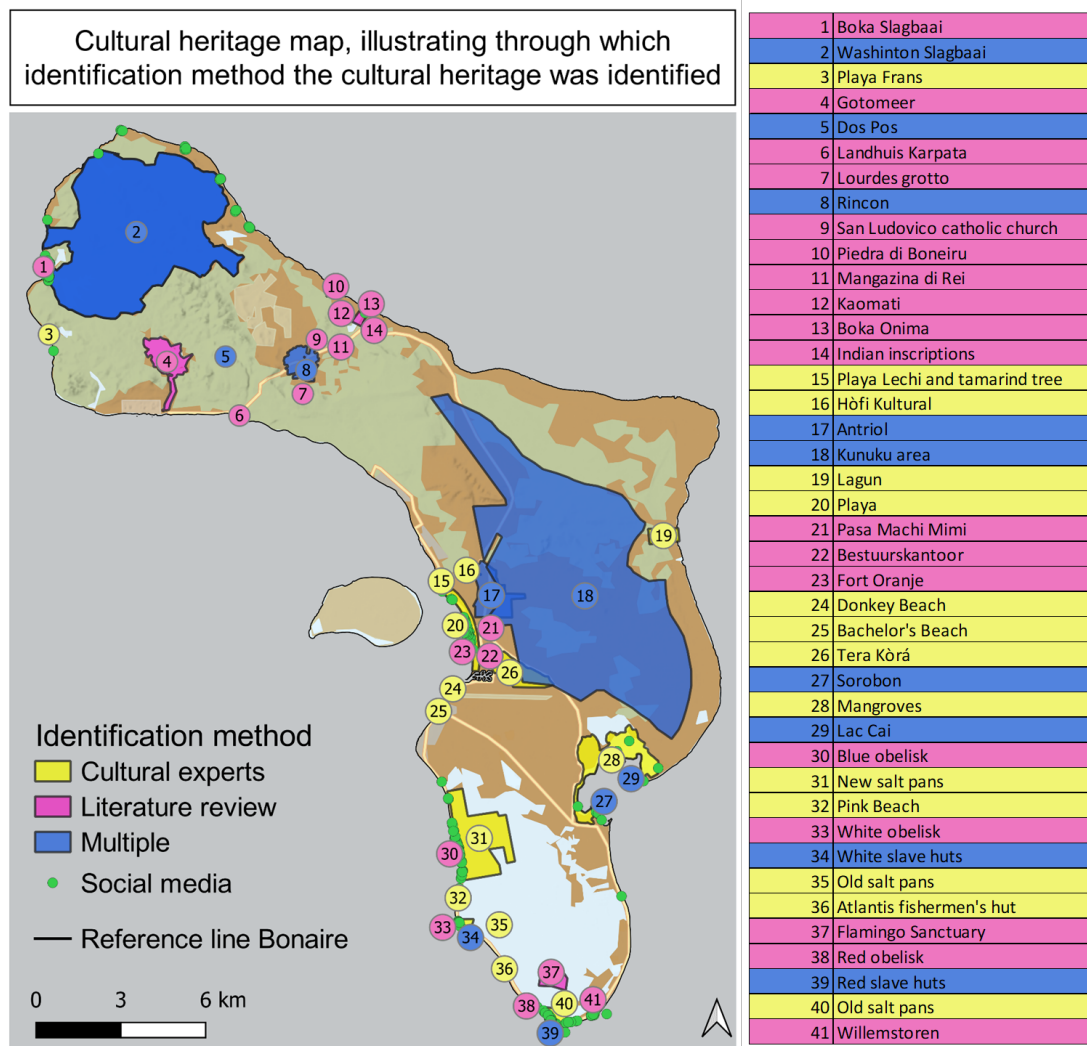 Cultural heritage map, illustrating through which
identification method the cultural heritage was identified
1 Boka Slagbaai
2 Washinton Slagbaai
3 Playa Frans
4 Gotomeer
5 Dos Pos
6 Landhuis Karpata
7 Lourdes grotto
8 Rincon
9 San Ludovico catholic church
10 Piedra di Boneiru
11 Mangazina di Rei
12 Kaomati
13 Boka Onima
14 Indian inscriptions
15 Playa Lechi and tamarind tree
16 Hòfi Kultural
17 Antriol
18 Kunuku area
19 Lagun
20 Playa
21 Pasa Machi Mimi
22 Bestuurskantoor
23 Fort Oranje
24 Donkey Beach
25 Bachelor's Beach
26 Tera Kòrá
27 Sorobon
28 Mangroves
29 Lac Cai
30 Blue obelisk
31 New salt pans
32 Pink Beach
33 White obelisk
34 White slave huts
35 Old salt pans
36 Atlantis fishermen's hut
37 Flamingo Sanctuary
38 Red obelisk
39 Red slave huts
40 Old salt pans
41 Willemstoren
2
1
10
13
12
14
3
9
11
4
5
8
7
6
19
16
15
17
18
20
21
23
22
26
24
25
28
29
27
31
30
32
35
33
34
36
37
38
40
41
39
Identification method
Cultural experts
Literature review
Multiple
Social media
Reference line Bonaire
0 3 6 km